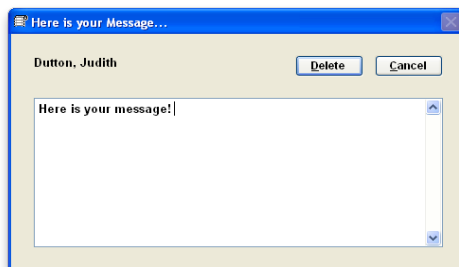 Here is your Message...
Dutton, Judith
Delete
Cancel
Here is your message!